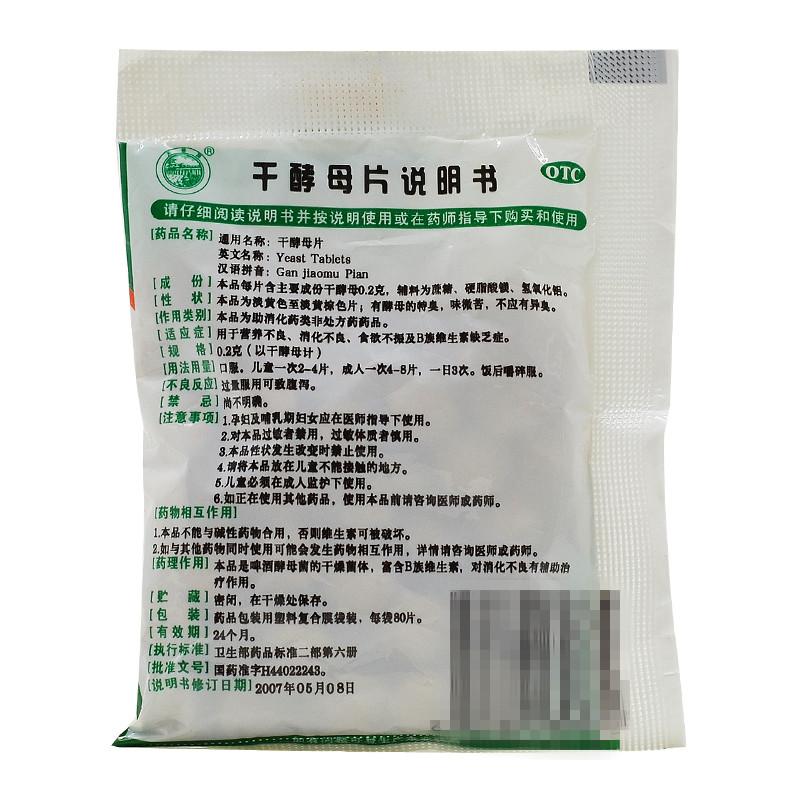 干酵母片说明书
OTC
请仔细阅读说明书并按说明使用或在药师指导下购买和使用
[药品名称] 通用名称：干酵母片
英文名称：Yeast Tablets
汉语拼音：Gan jiaomu Pian
[成 份] 本品每片含主要成份干酵母0.2克，辅料为蔗糖、硬脂酸镁、氢氧化铝。
[性 状] 本品为淡黄色至淡黄棕色片；有酵母的特臭，味微苦，不应有异臭。
[作用类别] 本品为助消化药类非处方药药品。
[适应症] 用于营养不良、消化不良、食欲不振及B族维生素缺乏症。
[规 格] 0.2克（以干酵母计）
[用法用量] 口服。儿童一次2-4片，成人一次4-8片，一日3次。饭后嚼碎服。
[不良反应] 过量服用可致腹泻。
[禁 忌] 尚不明确。
[注意事项] 1.孕妇及哺乳期妇女应在医师指导下使用。
2.对本品过敏者禁用，过敏体质者慎用。
3.本品性状发生改变时禁止使用。
4.请将本品放在儿童不能接触的地方。
5.儿童必须在成人监护下使用。
6.如正在使用其他药品，使用本品前请咨询医师或药师。
[药物相互作用]
1.本品不能与碱性药物合用，否则维生素可被破坏。
2.如与其他药物同时使用可能会发生药物相互作用，详情请咨询医师或药师。
[药理作用] 本品是啤酒酵母菌的干燥菌体，富含B族维生素，对消化不良有辅助治
疗作用。
[贮 藏] 密闭，在干燥处保存。
[包 装] 药品包装用塑料复合膜袋装，每袋80片。
[有效期] 24个月。
[执行标准] 卫生部药品标准二部第六册
[批准文号] 国药准字H44022243。
[说明书修订日期] 2007年05月08日